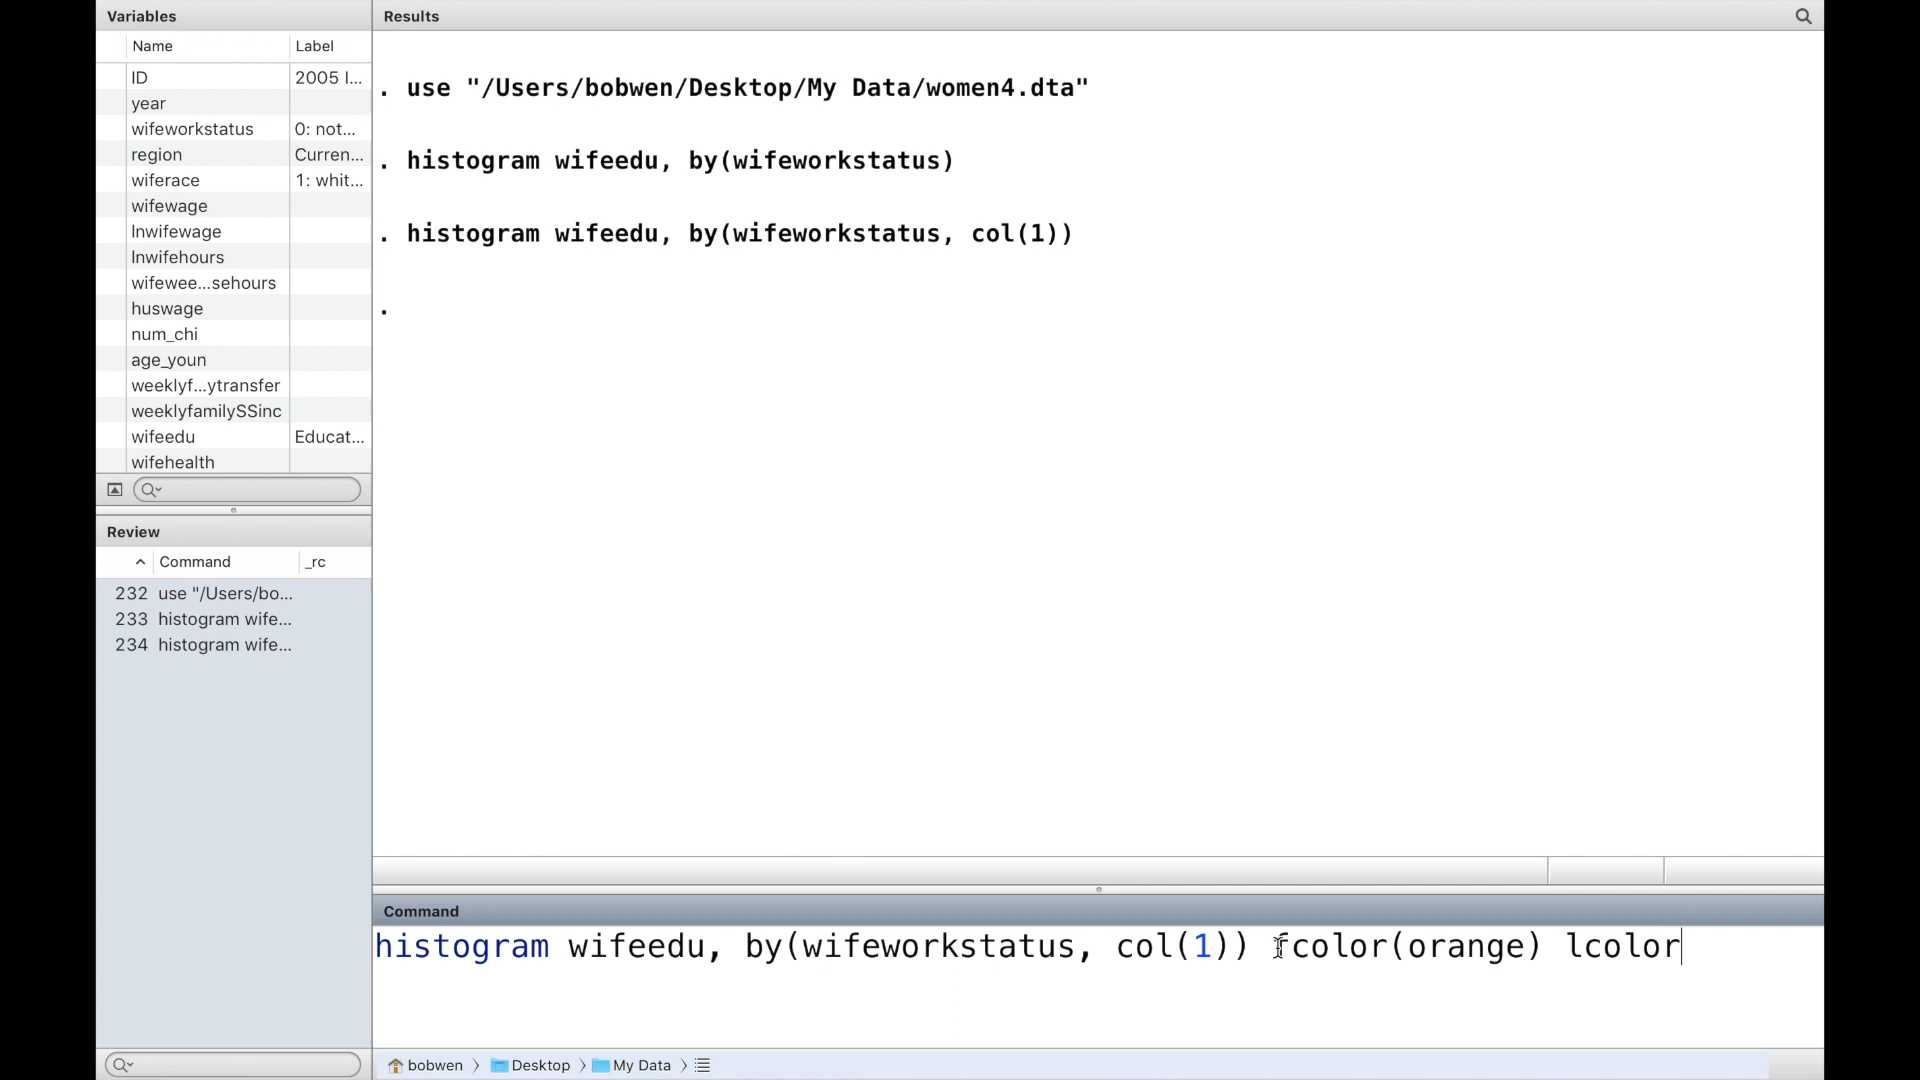 Variables
Name Label
ID 2005 I...
year
wifeworkstatus 0: not...
region Curren...
wiferace 1: whit...
wifewage
lnwifewage
lnwifehours
wifewee...sehours
huswage
num_chi
age_youn
weeklyf...ytransfer
weeklyfamilySSinc
wifeedu Educat...
wifehealth
Review
Command _rc
232 use "/Users/bo...
233 histogram wife...
234 histogram wife...
Results
. use "/Users/bobwen/Desktop/My Data/women4.dta"
. histogram wifeedu, by(wifeworkstatus)
. histogram wifeedu, by(wifeworkstatus, col(1))
.
Command
histogram wifeedu, by(wifeworkstatus, col(1)) fcolor(orange) lcolor
bobwen > Desktop > My Data >